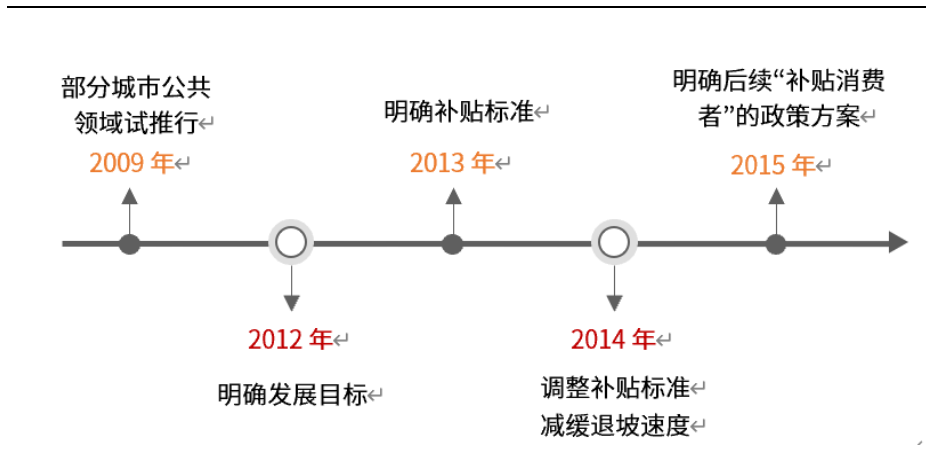 部分城市公共
领域试推行↵
2009 年↵
明确补贴标准↵
2013 年↵
明确后续“补贴消费
者”的政策方案↵
2015 年↵
2012 年↵
明确发展目标↵
2014 年↵
调整补贴标准↵
减缓退坡速度↵